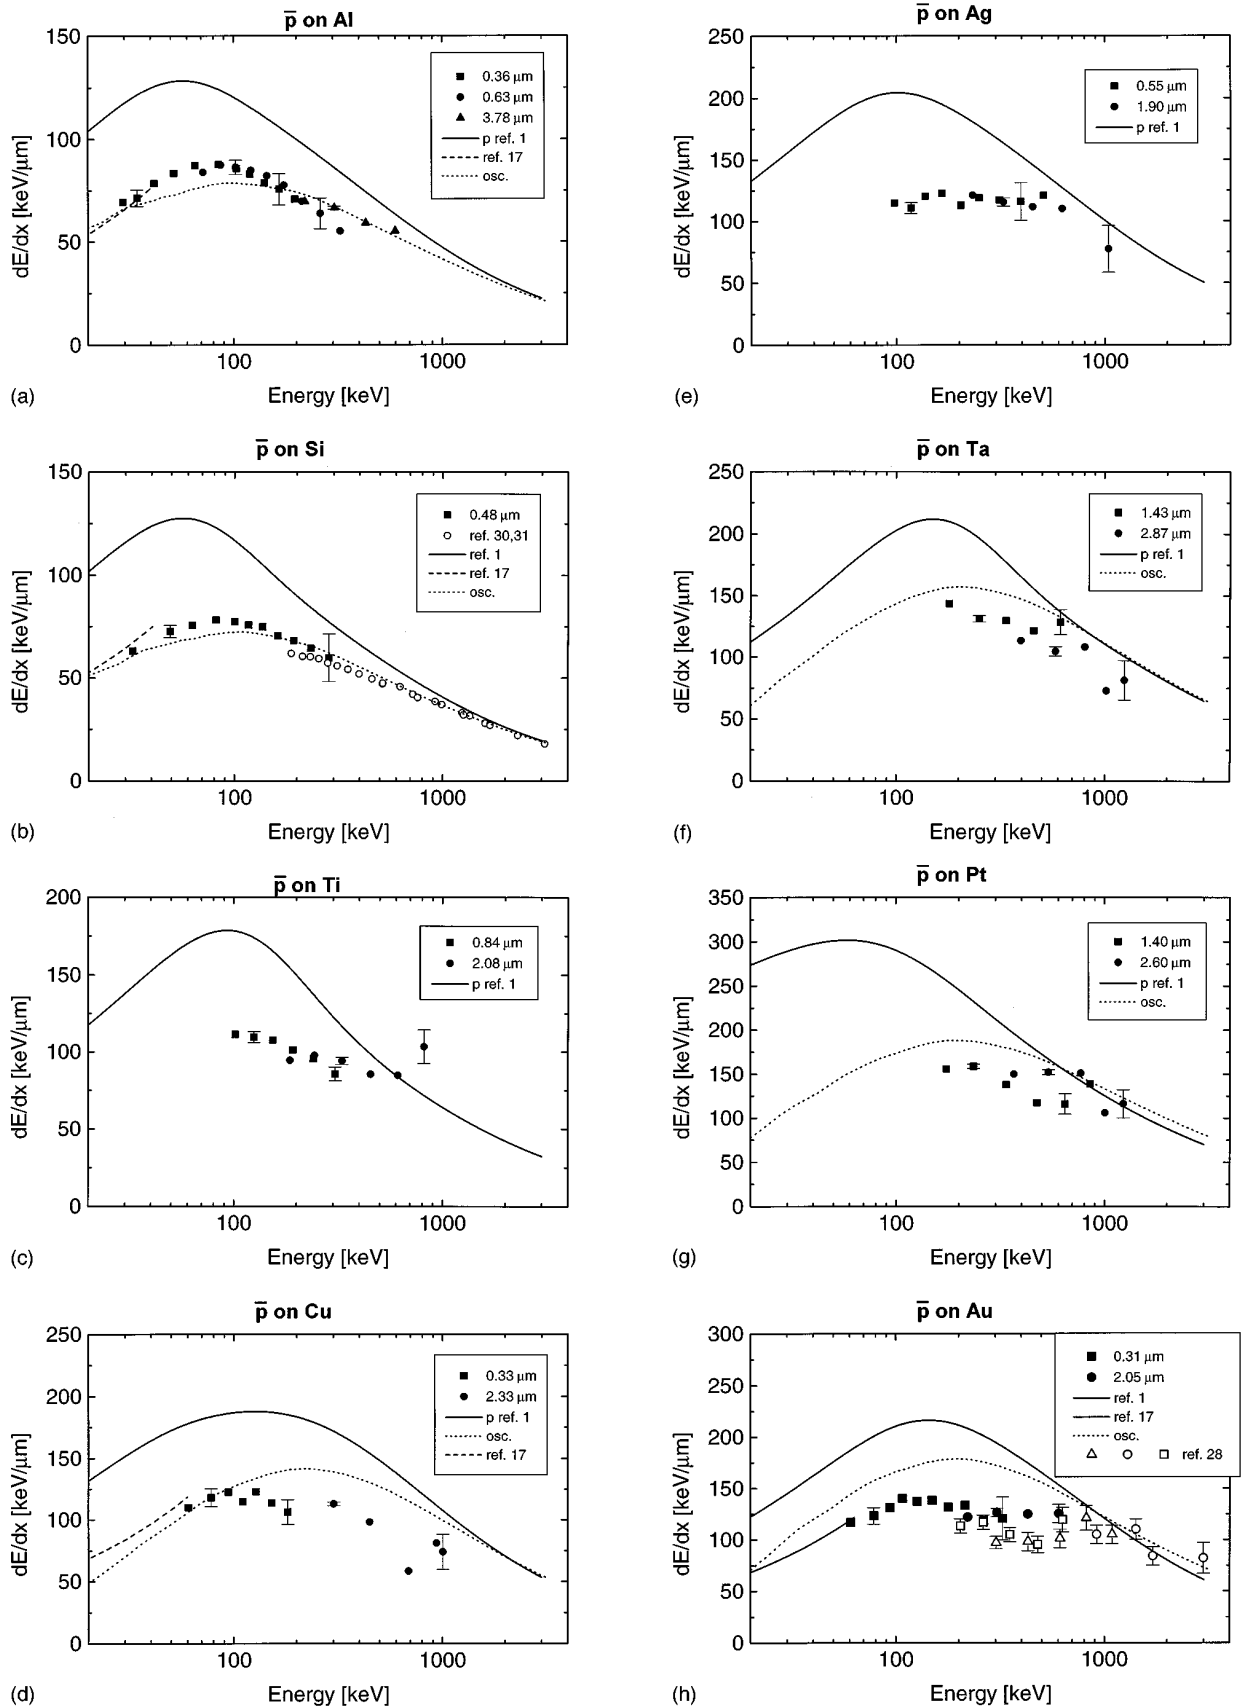 p̅ on Al
150
100
50
0
dE/dx [keV/μm]
0.36 μm
0.63 μm
3.78 μm
p ref. 1
ref. 17
osc.
100 1000
Energy [keV]
(a)
p̅ on Ag
250
200
150
100
50
0
dE/dx [keV/μm]
0.55 μm
1.90 μm
p ref. 1
100 1000
Energy [keV]
(e)
p̅ on Si
150
100
50
0
dE/dx [keV/μm]
0.48 μm
ref. 30,31
ref. 1
ref. 17
osc.
100 1000
Energy [keV]
(b)
p̅ on Ta
250
200
150
100
50
0
dE/dx [keV/μm]
1.43 μm
2.87 μm
p ref. 1
osc.
100 1000
Energy [keV]
(f)
p̅ on Ti
200
150
100
50
0
dE/dx [keV/μm]
0.84 μm
2.08 μm
p ref. 1
100 1000
Energy [keV]
(c)
p̅ on Pt
350
300
250
200
150
100
50
0
dE/dx [keV/μm]
1.40 μm
2.60 μm
p ref. 1
osc.
100 1000
Energy [keV]
(g)
p̅ on Cu
250
200
150
100
50
0
dE/dx [keV/μm]
0.33 μm
2.33 μm
p ref. 1
osc.
ref. 17
100 1000
Energy [keV]
(d)
p̅ on Au
300
250
200
150
100
50
0
dE/dx [keV/μm]
0.31 μm
2.05 μm
ref. 1
ref. 17
osc.
ref. 28
100 1000
Energy [keV]
(h)